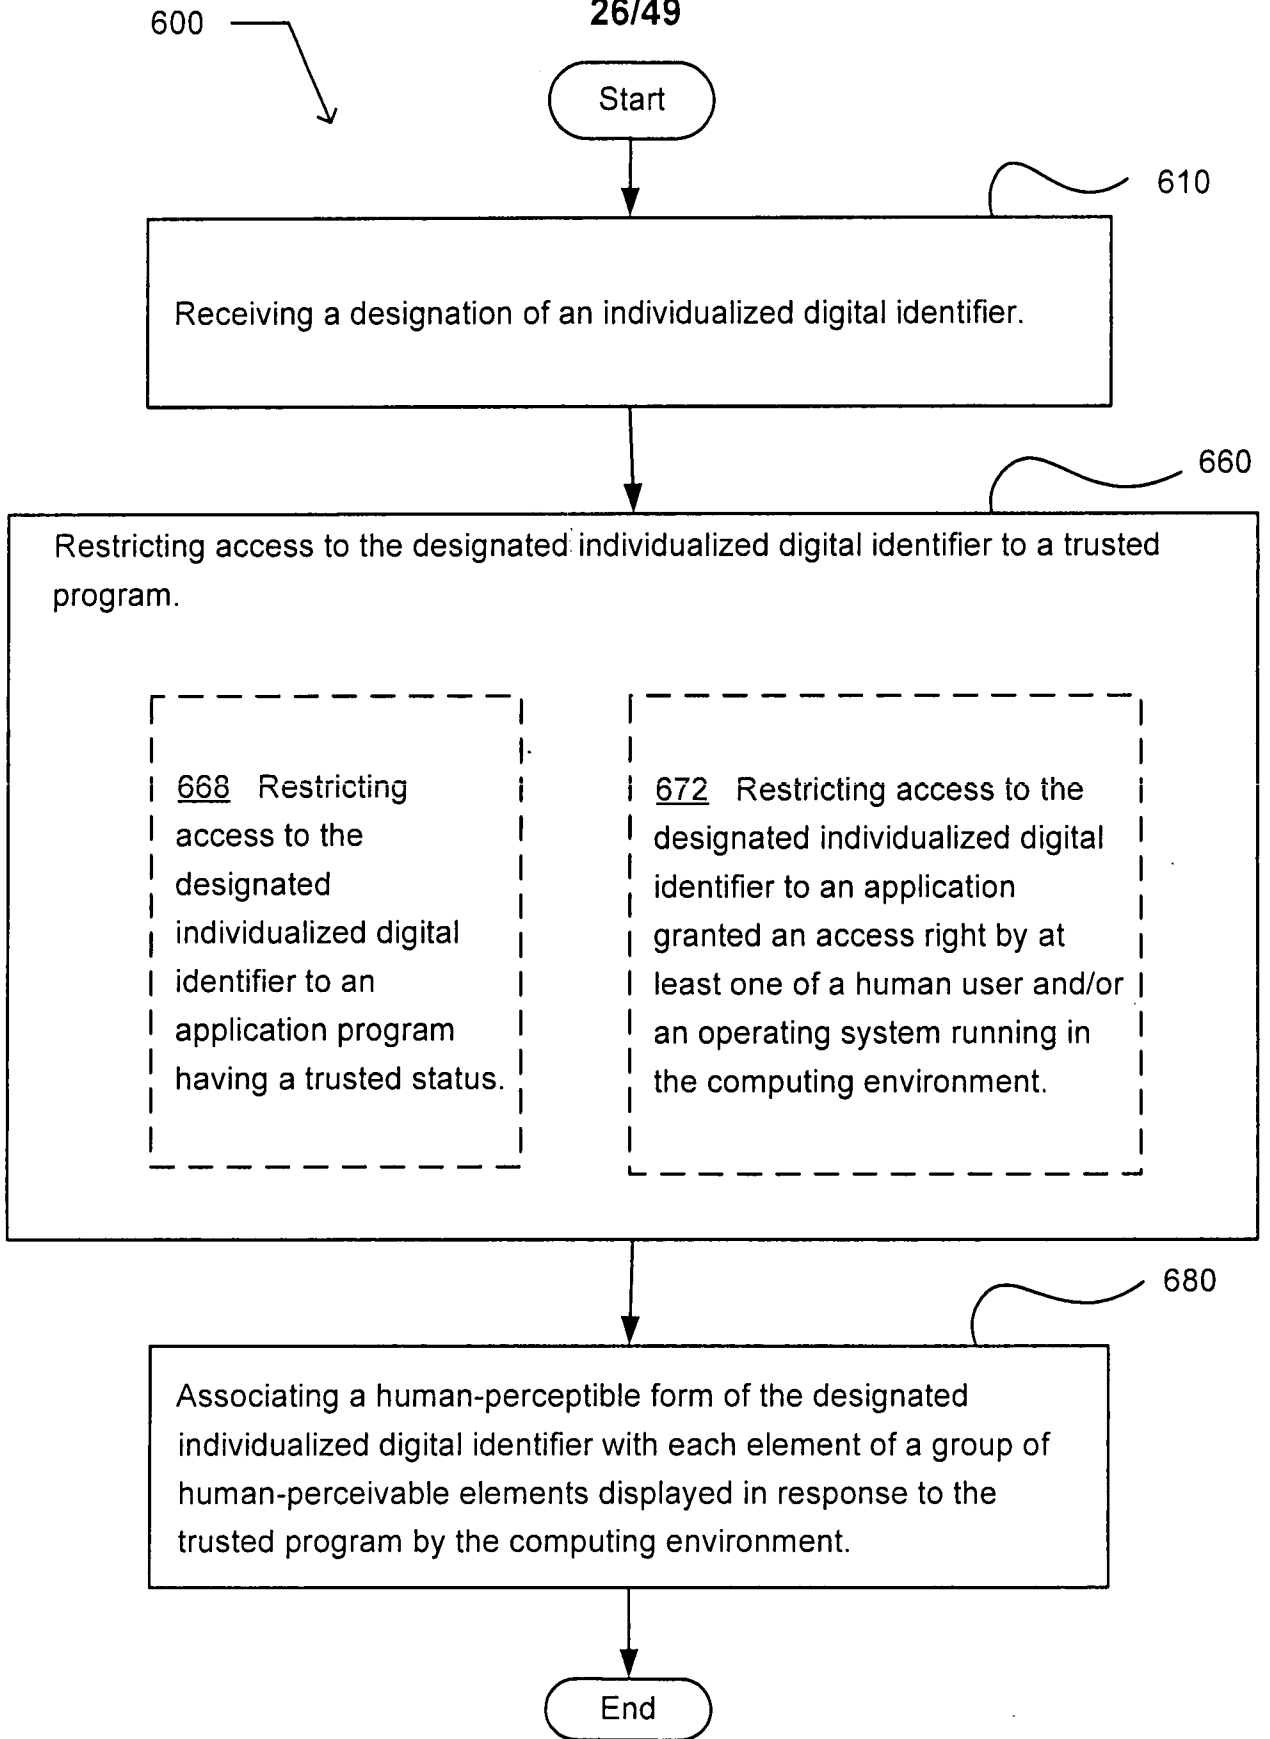 26/49
600
Start
610
Receiving a designation of an individualized digital identifier.
660
Restricting access to the designated individualized digital identifier to a trusted
program.
668 Restricting
access to the
designated
individualized digital
identifier to an
application program
having a trusted status.
672 Restricting access to the
designated individualized digital
identifier to an application
granted an access right by at
least one of a human user and/or
an operating system running in
the computing environment.
680
Associating a human-perceptible form of the designated
individualized digital identifier with each element of a group of
human-perceivable elements displayed in response to the
trusted program by the computing environment.
End